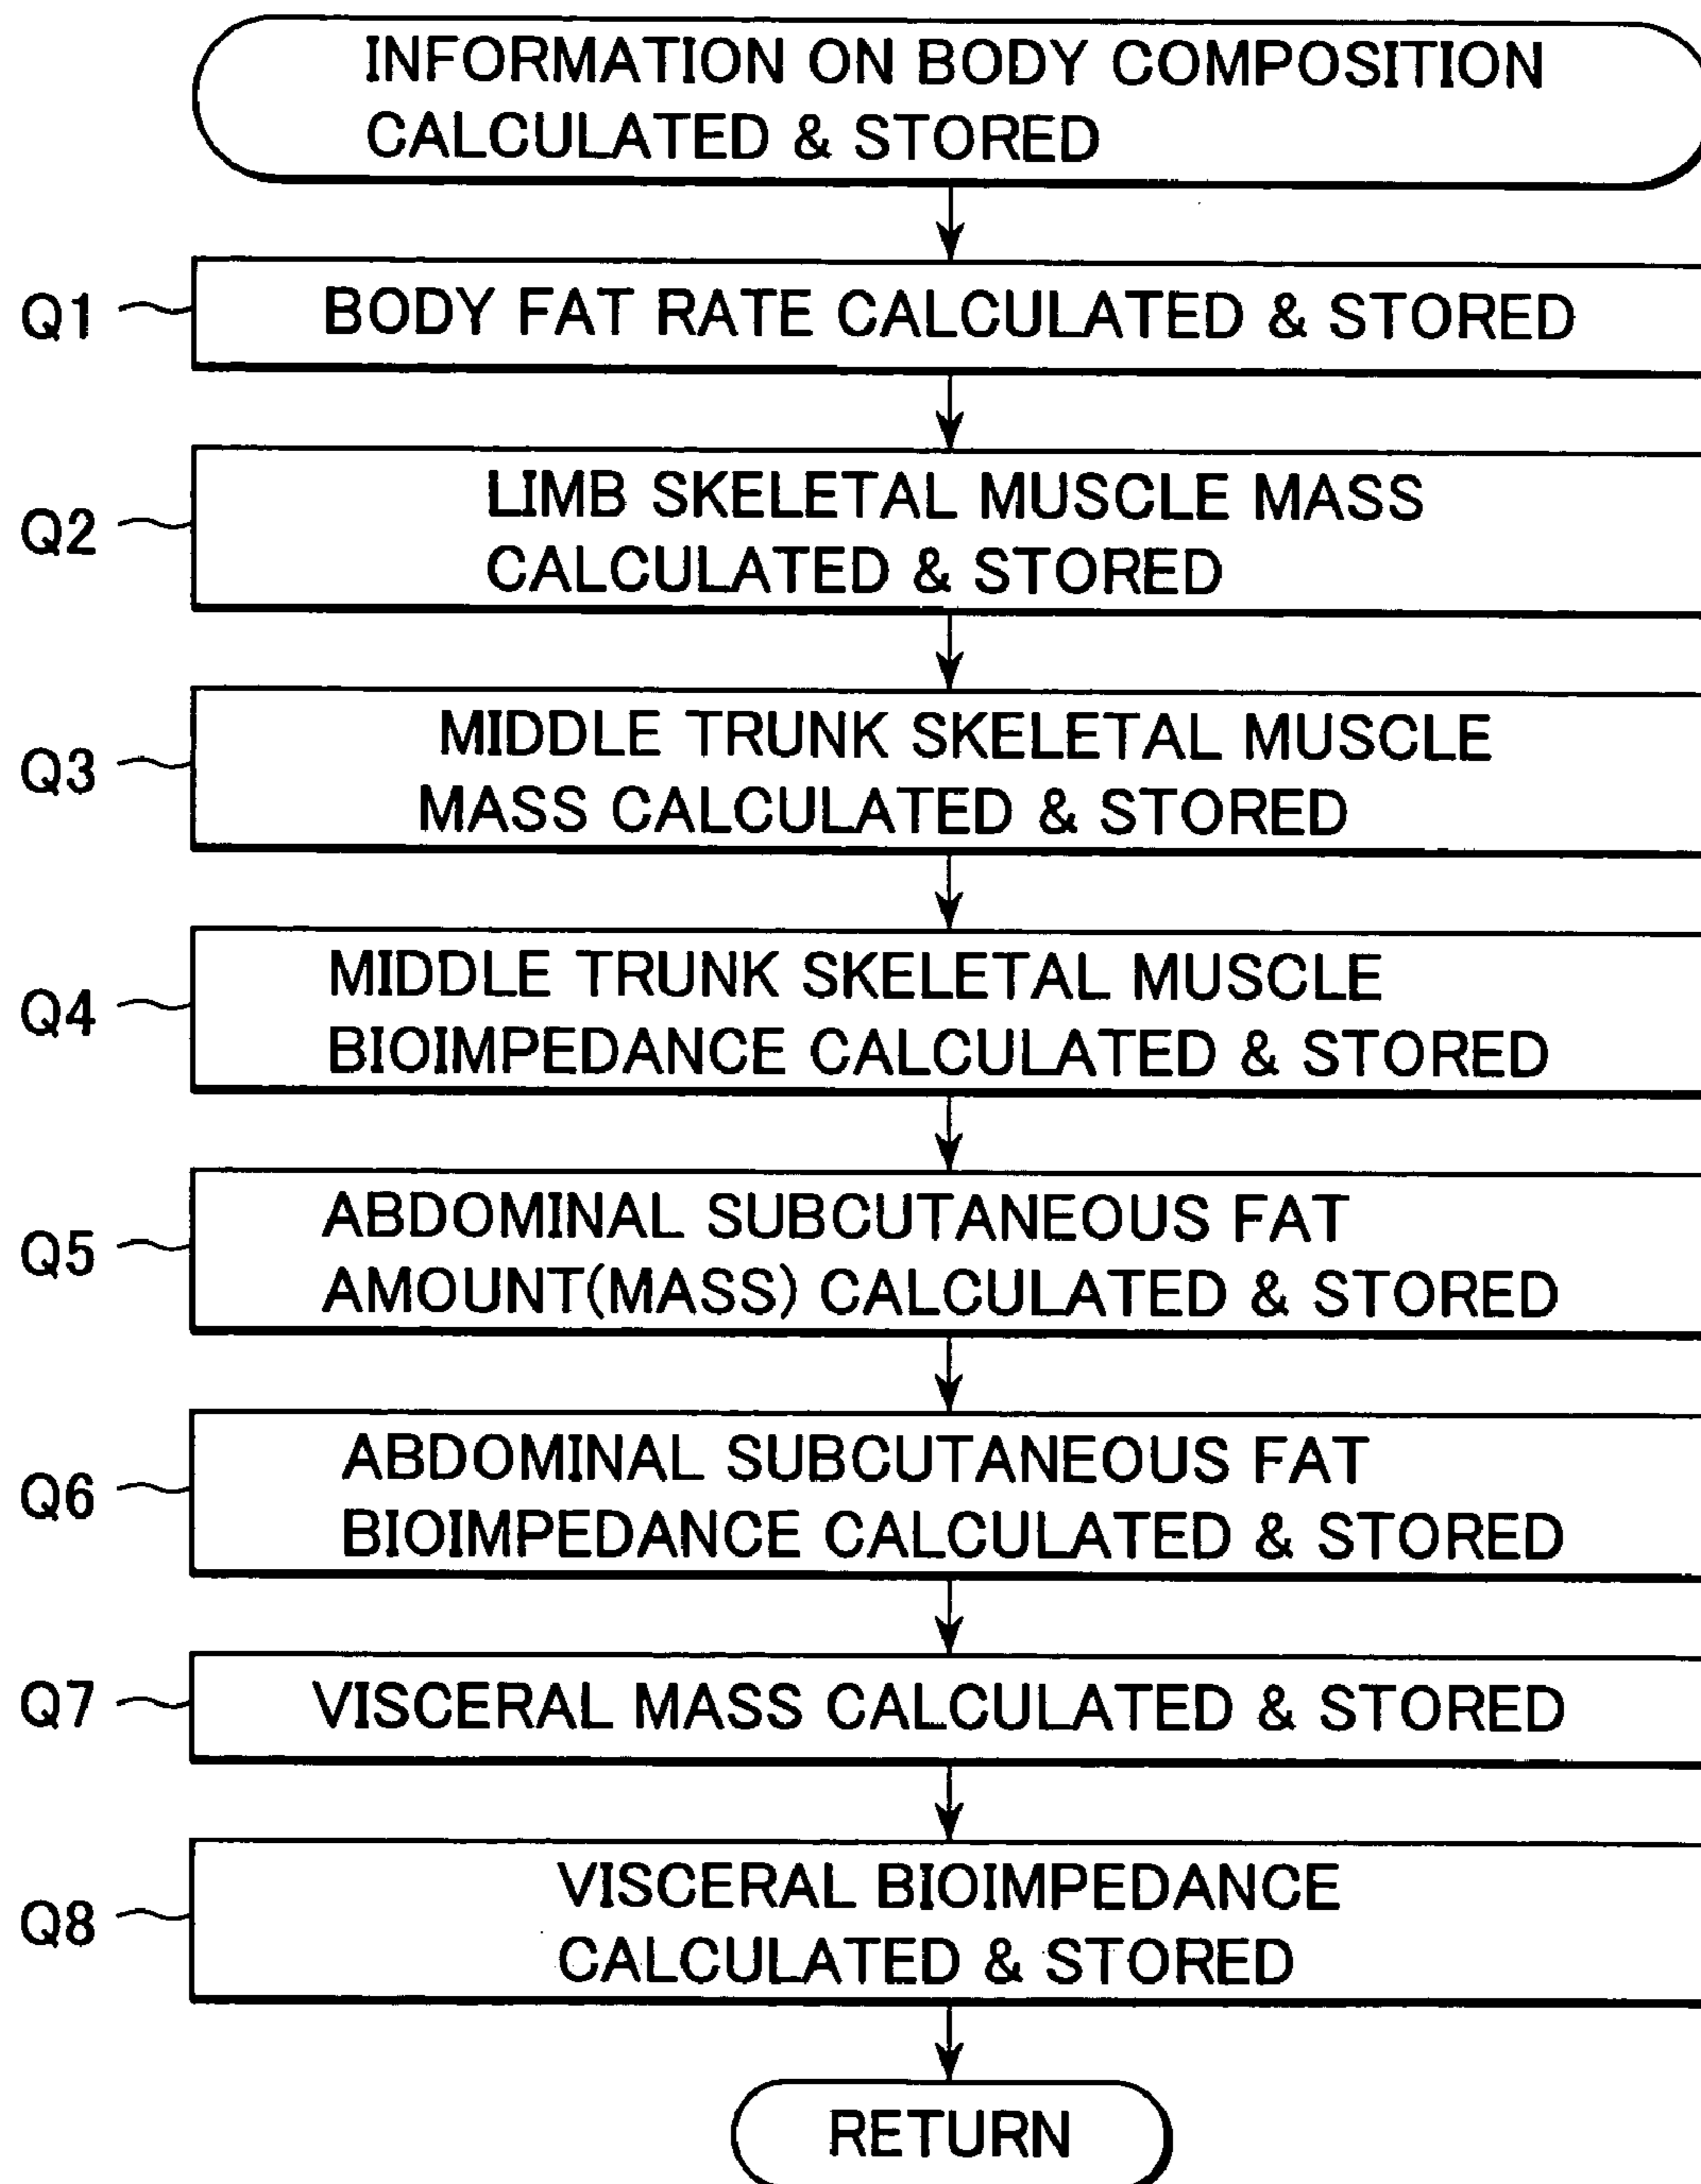 INFORMATION ON BODY COMPOSITION
CALCULATED & STORED
Q1
BODY FAT RATE CALCULATED & STORED
Q2
LIMB SKELETAL MUSCLE MASS
CALCULATED & STORED
Q3
MIDDLE TRUNK SKELETAL MUSCLE
MASS CALCULATED & STORED
Q4
MIDDLE TRUNK SKELETAL MUSCLE
BIOIMPEDANCE CALCULATED & STORED
Q5
ABDOMINAL SUBCUTANEOUS FAT
AMOUNT(MASS) CALCULATED & STORED
Q6
ABDOMINAL SUBCUTANEOUS FAT
BIOIMPEDANCE CALCULATED & STORED
Q7
VISCERAL MASS CALCULATED & STORED
Q8
VISCERAL BIOIMPEDANCE
CALCULATED & STORED
RETURN